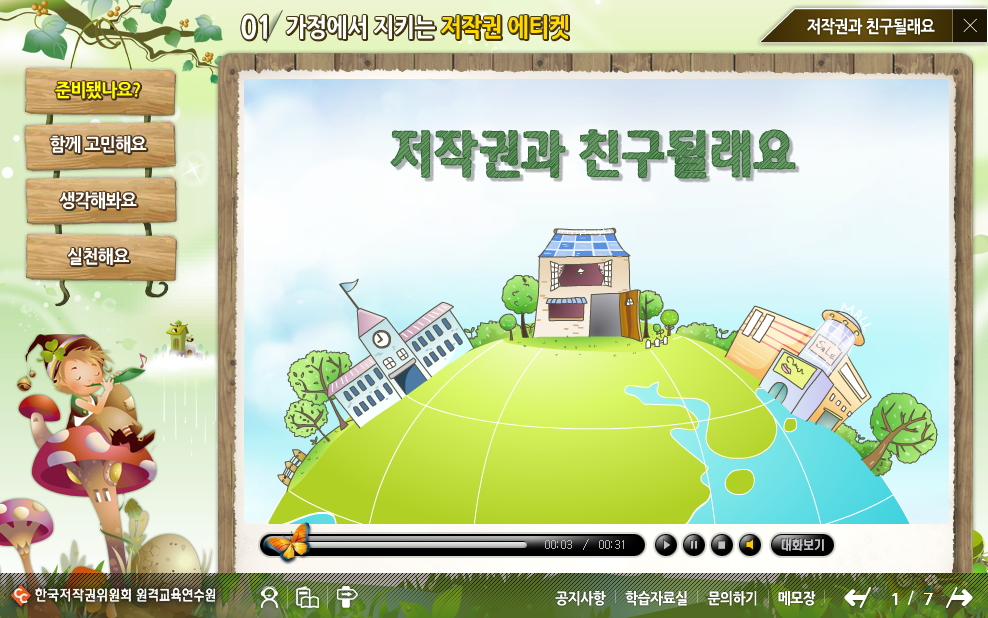 01/ 가정에서 지키는 저작권 에티켓
저작권과 친구될래요
준비됐나요?
함께 고민해요
생각해봐요
실천해요
저작권과 친구될래요
Sale
00:03 / 00:31
대화보기
한국저작권위원회 원격교육연수원
공지사항
학습자료실
문의하기
메모장
1 / 7